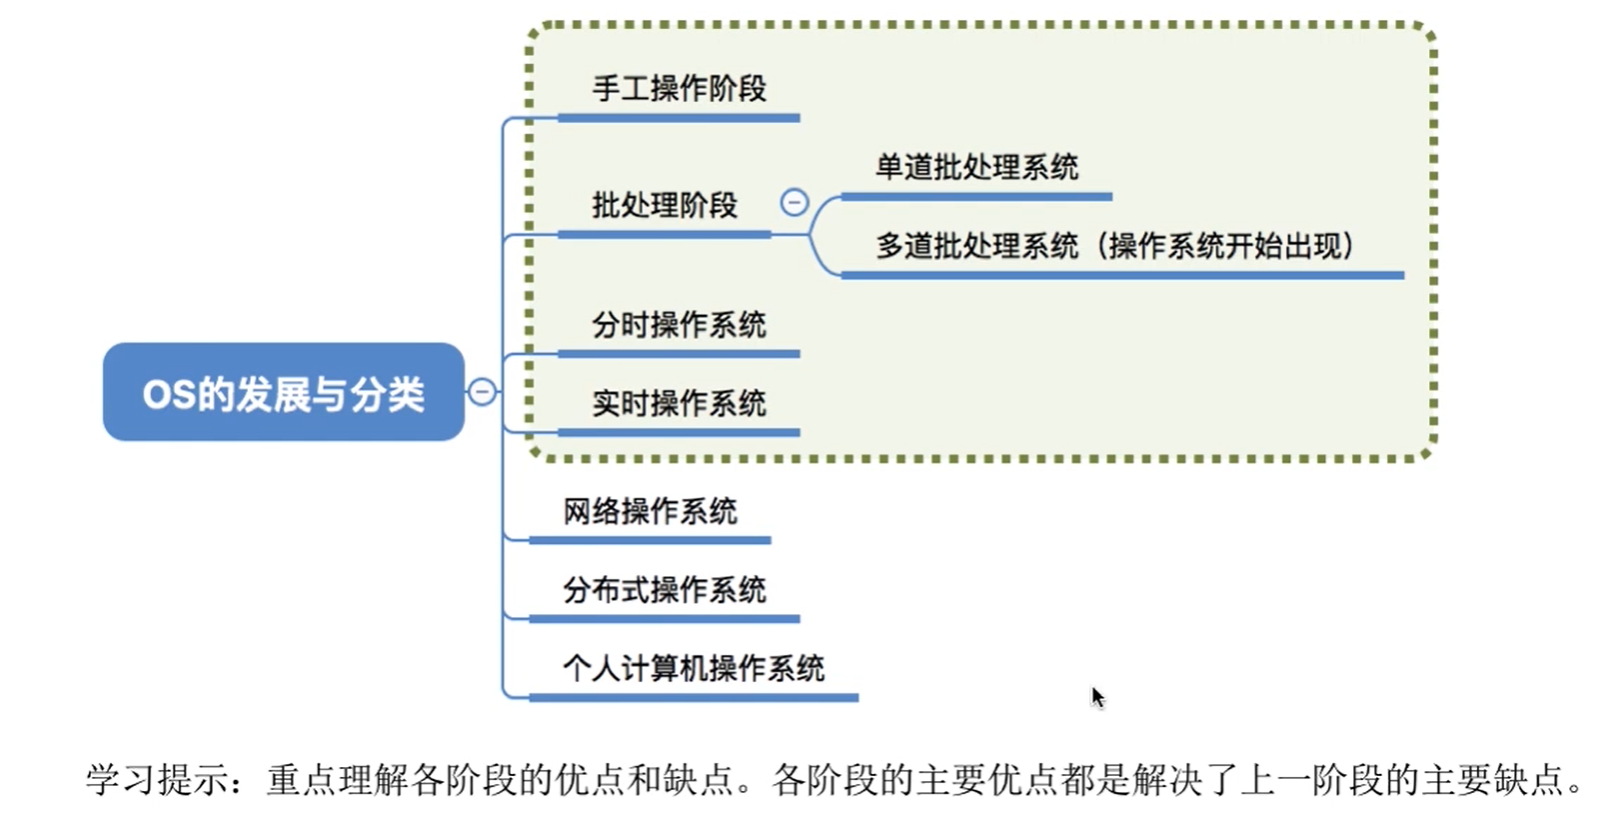 手工操作阶段
单道批处理系统
批处理阶段
多道批处理系统（操作系统开始出现）
分时操作系统
OS的发展与分类
实时操作系统
网络操作系统
分布式操作系统
个人计算机操作系统
学习提示：重点理解各阶段的优点和缺点。各阶段的主要优点都是解决了上一阶段的主要缺点。